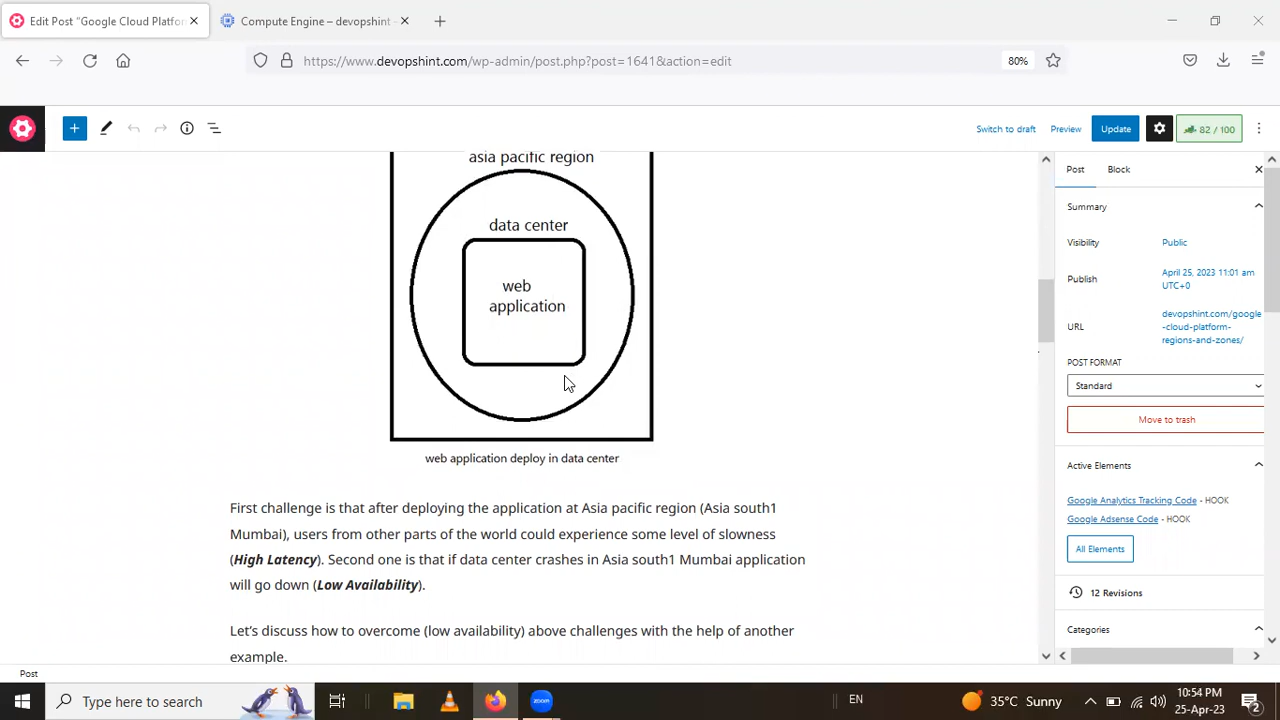 Edit Post "Google Cloud Platfor
Compute Engine – devopshint –
https://www.devopshint.com/wp-admin/post.php?post=1641&action=edit
80%
Switch to draft
Preview
Update
82 / 100
asia pacific region
data center
web
application
web application deploy in data center
First challenge is that after deploying the application at Asia pacific region (Asia south1
Mumbai), users from other parts of the world could experience some level of slowness
(High Latency). Second one is that if data center crashes in Asia south1 Mumbai application
will go down (Low Availability).
Let's discuss how to overcome (low availability) above challenges with the help of another
example.
Post
Block
Summary
Visibility
Public
Publish
April 25, 2023 11:01 am
UTC+0
URL
devopshint.com/google
-cloud-platform-
regions-and-zones/
POST FORMAT
Standard
Move to trash
Active Elements
Google Analytics Tracking Code - HOOK
Google Adsense Code - HOOK
All Elements
12 Revisions
Categories
Post
Type here to search
zoom
EN
35°C Sunny
10:54 PM
25-Apr-23
2